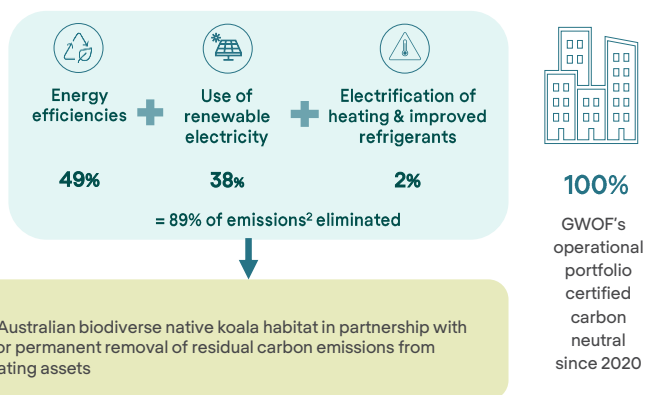 Energy
efficiencies
Use of
renewable
electricity
Electrification of
heating & improved
refrigerants
49%
38%
2%
= 89% of emissions² eliminated
Australian biodiverse native koala habitat in partnership with
permanent removal of residual carbon emissions from
assets
100%
GWOF's
operational
portfolio
certified
carbon
neutral
since 2020